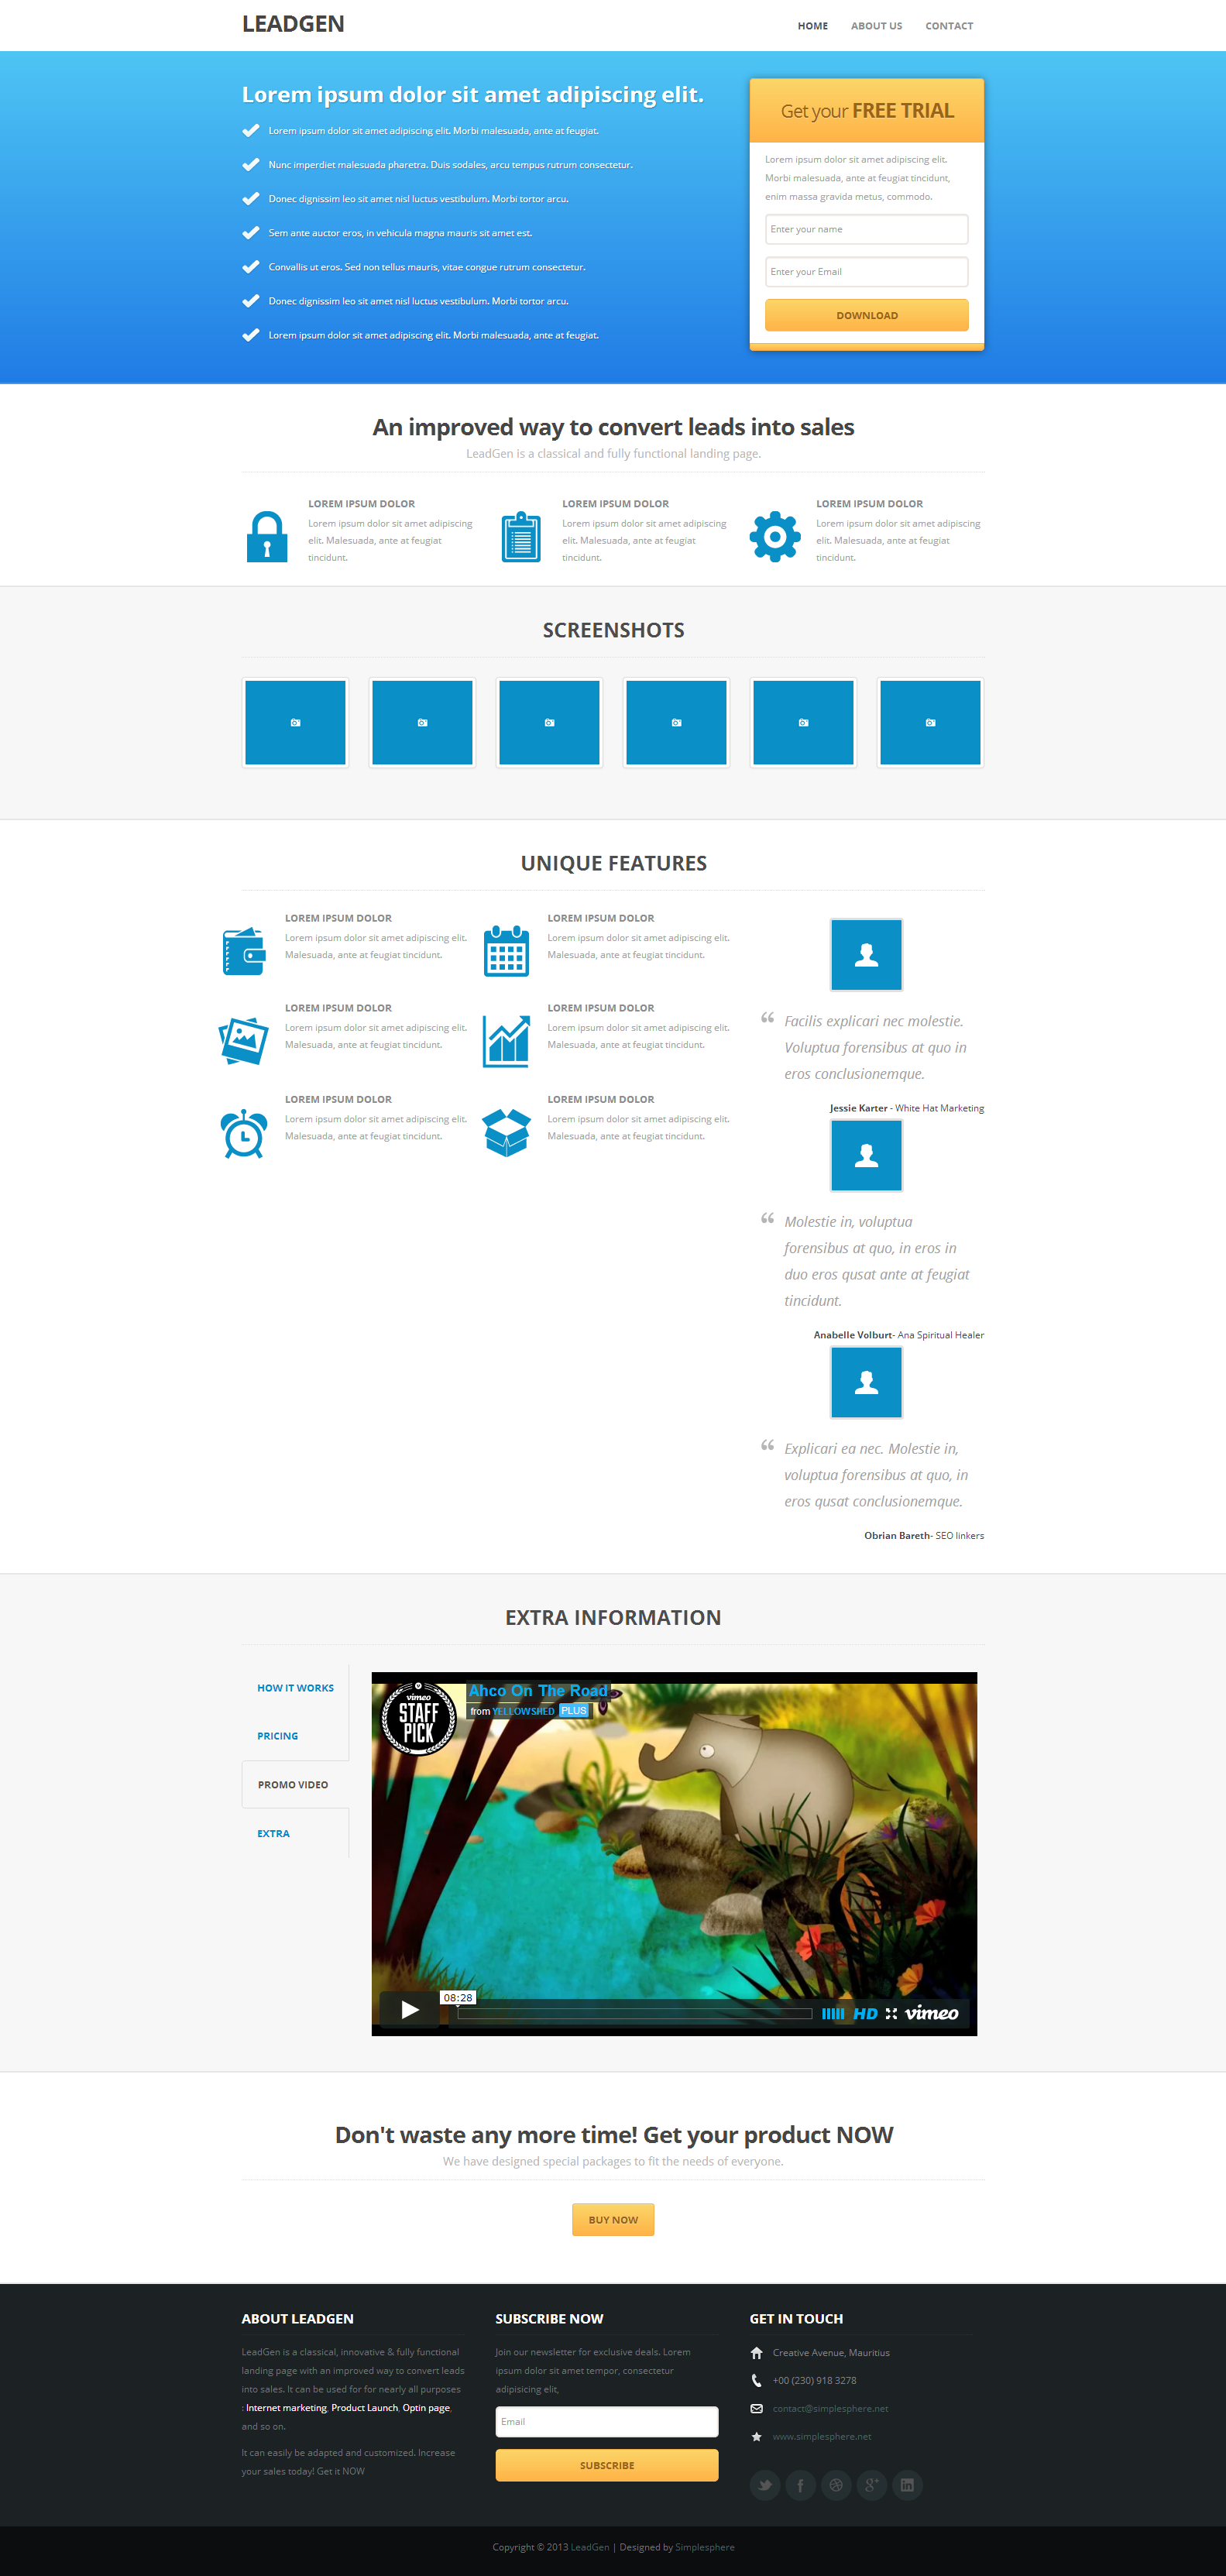 LEADGEN
HOME ABOUT US CONTACT
Lorem ipsum dolor sit amet adipiscing elit.
Lorem ipsum dolor sit amet adipiscing elit. Morbi malesuada, ante at feugiat.
Nunc imperdiet malesuada pharetra. Duis sodales, arcu tempus rutrum consectetur.
Donec dignissim leo sit amet nisl luctus vestibulum. Morbi tortor arcu.
Sem ante auctor eros, in vehicula magna mauris sit amet est.
Convallis ut eros. Sed non tellus mauris, vitae congue rutrum consectetur.
Donec dignissim leo sit amet nisl luctus vestibulum. Morbi tortor arcu.
Lorem ipsum dolor sit amet adipiscing elit. Morbi malesuada, ante at feugiat.
Get your FREE TRIAL
Lorem ipsum dolor sit amet adipiscing elit.
Morbi malesuada, ante at feugiat tincidunt,
enim massa gravida metus, commodo.
Enter your name
Enter your Email
DOWNLOAD
An improved way to convert leads into sales
LeadGen is a classical and fully functional landing page.
LOREM IPSUM DOLOR
Lorem ipsum dolor sit amet adipiscing
elit. Malesuada, ante at feugiat
tincidunt.
LOREM IPSUM DOLOR
Lorem ipsum dolor sit amet adipiscing
elit. Malesuada, ante at feugiat
tincidunt.
LOREM IPSUM DOLOR
Lorem ipsum dolor sit amet adipiscing
elit. Malesuada, ante at feugiat
tincidunt.
SCREENSHOTS
UNIQUE FEATURES
LOREM IPSUM DOLOR
Lorem ipsum dolor sit amet adipiscing elit.
Malesuada, ante at feugiat tincidunt.
LOREM IPSUM DOLOR
Lorem ipsum dolor sit amet adipiscing elit.
Malesuada, ante at feugiat tincidunt.
LOREM IPSUM DOLOR
Lorem ipsum dolor sit amet adipiscing elit.
Malesuada, ante at feugiat tincidunt.
LOREM IPSUM DOLOR
Lorem ipsum dolor sit amet adipiscing elit.
Malesuada, ante at feugiat tincidunt.
LOREM IPSUM DOLOR
Lorem ipsum dolor sit amet adipiscing elit.
Malesuada, ante at feugiat tincidunt.
LOREM IPSUM DOLOR
Lorem ipsum dolor sit amet adipiscing elit.
Malesuada, ante at feugiat tincidunt.
“ Facilis explicari nec molestie.
Voluptua forensibus at quo in
eros conclusionemque.
Jessie Karter - White Hat Marketing
“ Molestie in, voluptua
forensibus at quo, in eros in
duo eros qusat ante at feugiat
tincidunt.
Anabelle Volburt- Ana Spiritual Healer
“ Explicari ea nec. Molestie in,
voluptua forensibus at quo, in
eros qusat conclusionemque.
Obrian Bareth- SEO linkers
EXTRA INFORMATION
HOW IT WORKS
PRICING
PROMO VIDEO
EXTRA
vimeo
STAFF
PICK
Ahco On The Road
from YELLOWSHED PLUS
08:28
HD vimeo
Don't waste any more time! Get your product NOW
We have designed special packages to fit the needs of everyone.
BUY NOW
ABOUT LEADGEN
LeadGen is a classical, innovative & fully functional
landing page with an improved way to convert leads
into sales. It can be used for for nearly all purposes
: Internet marketing, Product Launch, Optin page,
and so on.
It can easily be adapted and customized. Increase
your sales today! Get it NOW
SUBSCRIBE NOW
Join our newsletter for exclusive deals. Lorem
ipsum dolor sit amet tempor, consectetur
adipisicing elit,
Email
SUBSCRIBE
GET IN TOUCH
Creative Avenue, Mauritius
+00 (230) 918 3278
contact@simplesphere.net
www.simplesphere.net
Copyright © 2013 LeadGen | Designed by Simplesphere